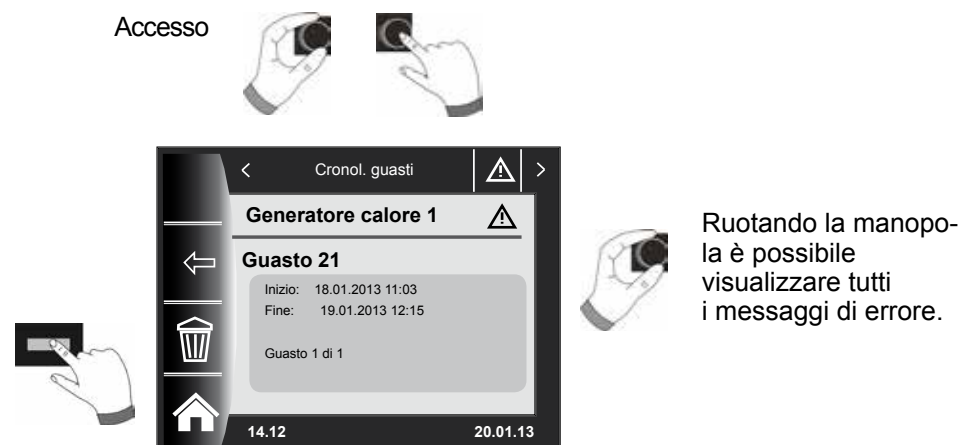 Accesso
< Cronol. guasti >
Generatore calore 1
Guasto 21
Inizio: 18.01.2013 11:03
Fine: 19.01.2013 12:15
Guasto 1 di 1
14.12 20.01.13
Ruotando la manopo-
la è possibile
visualizzare tutti
i messaggi di errore.